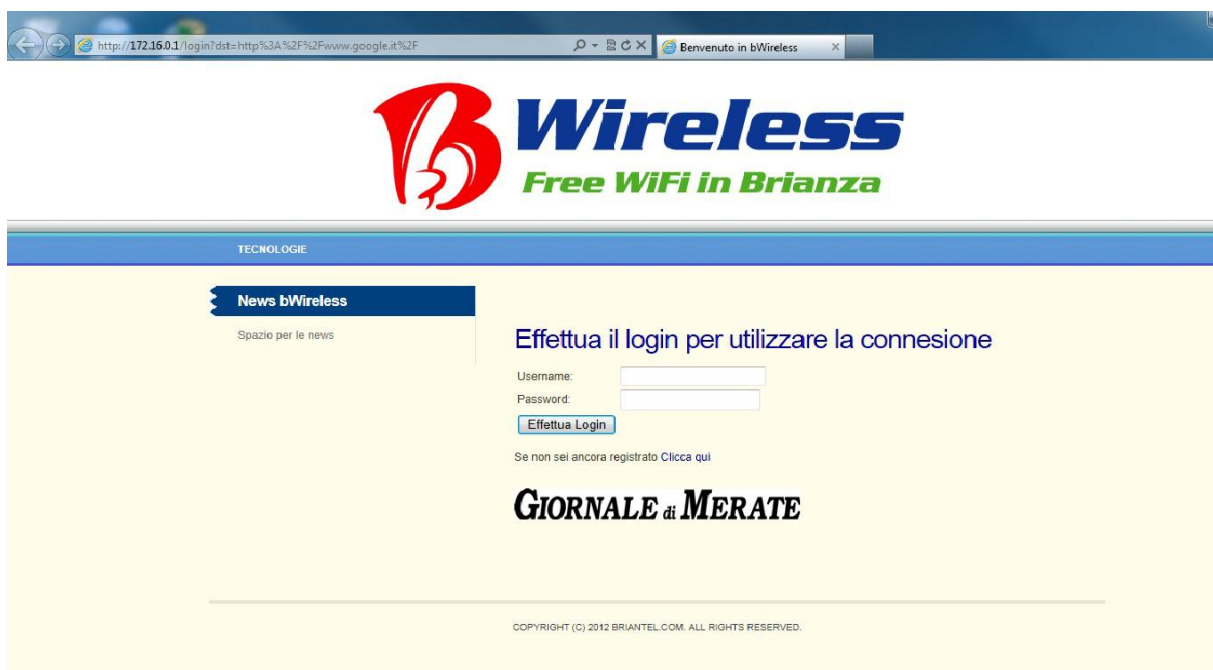 http://172.16.0.1/login?dst=http%3A%2F%2Fwww.google.it%2F
Benvenuto in bWireless
B Wireless
Free WiFi in Brianza
TECNOLOGIE
News bWireless
Spazio per le news
Effettua il login per utilizzare la connesione
Username:
Password:
Effettua Login
Se non sei ancora registrato Clicca qui
GIORNALE di MERATE
COPYRIGHT (C) 2012 BRIANTEL.COM. ALL RIGHTS RESERVED.